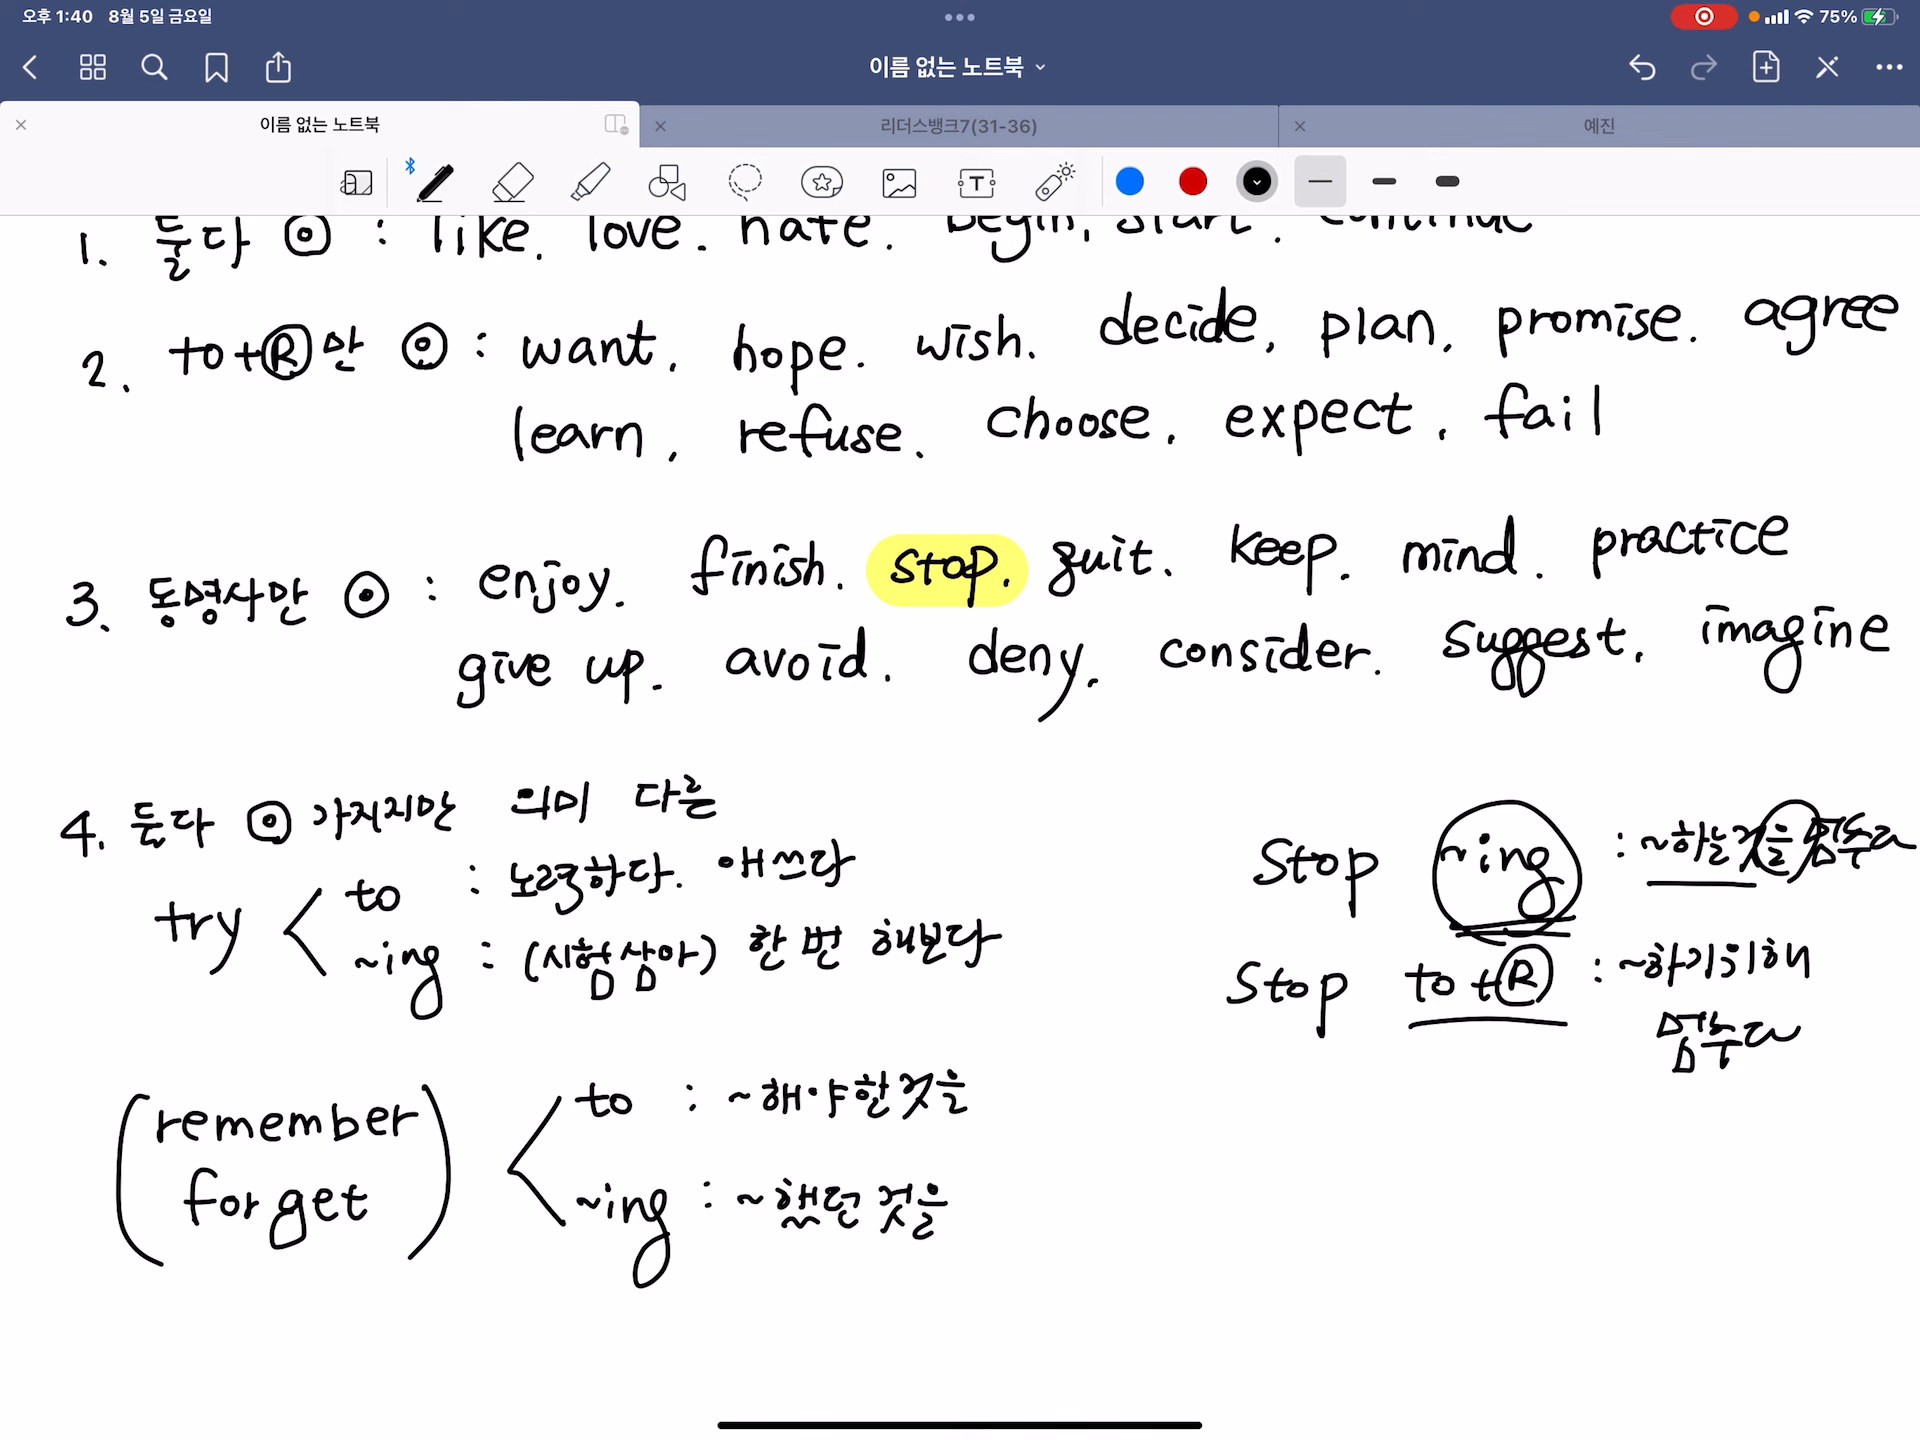 오후 1:40 8월 5일 금요일 75%
이름 없는 노트북
이름 없는 노트북 리더스뱅크7(31-36) 예진
1. 둘다 ⊙ : like. love. hate. begin. start. continue
2. to+Ⓡ만 ⊙ : want. hope. wish. decide, plan, promise. agree
learn, refuse. choose. expect. fail
3. 동명사만 ⊙ : enjoy. finish. stop. quit. keep. mind. practice
give up. avoid. deny. consider. suggest. imagine
4. 둘다 ⊙ 가지지만 의미 다름
try < to : 노력하다. 애쓰다
~ing : (시험삼아) 한 번 해보다
Stop ~ing : ~하는 것을 멈추다
Stop to+Ⓡ : ~하기위해
멈추다
remember
forget
to : ~해야할것을
~ing : ~했던 것을